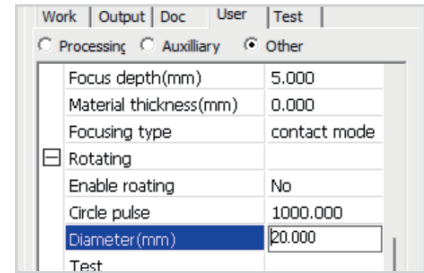 Work Output Doc User Test
Processing Auxilliary Other
Focus depth(mm) 5.000
Material thickness(mm) 0.000
Focusing type contact mode
Rotating
Enable roating No
Circle pulse 1000.000
Diameter(mm) 20.000
Test